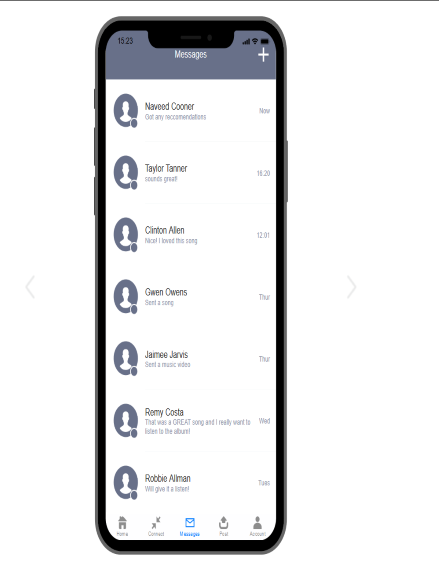 15:23
Messages
Naveed Cooner
Now
Got any reccomendations
Taylor Tanner
16.20
sounds great!
Clinton Allen
12.01
Nice! I loved this song
Gwen Owens
Thur
Sent a song
Jaimee Jarvis
Thur
Sent a music video
Remy Costa
Wed
That was a GREAT song and I really want to
listen to the album!
Robbie Allman
Tues
Will give it a listen!
Home Connect Messages Post Account